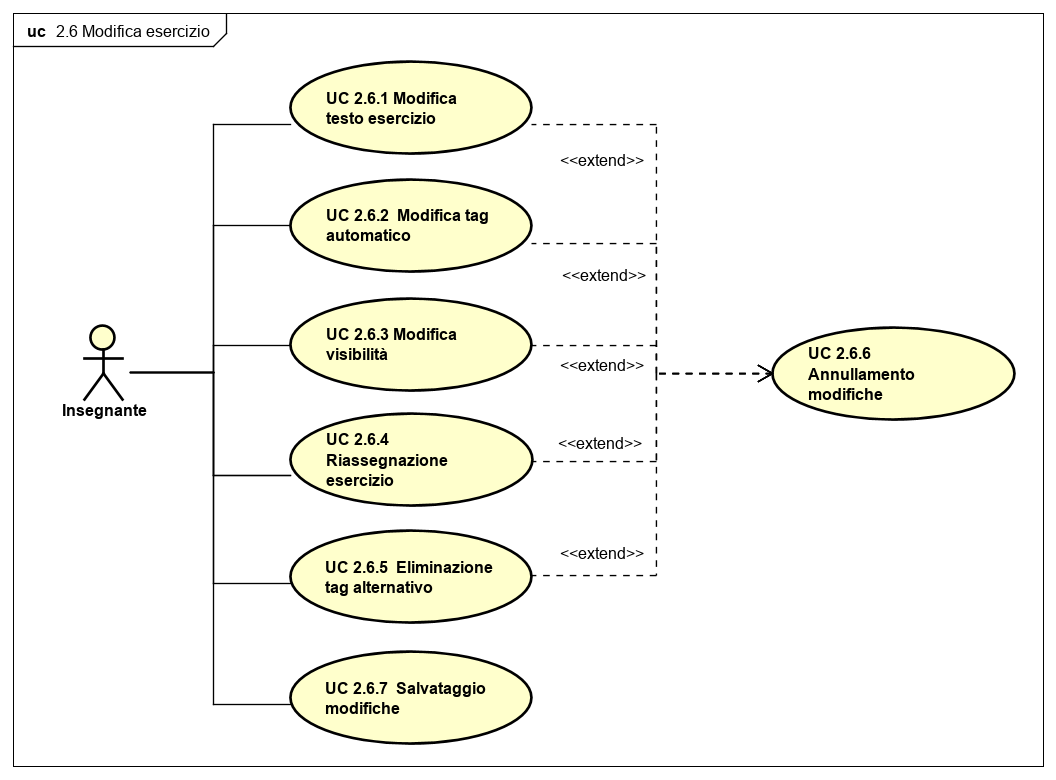 uc 2.6 Modifica esercizio
UC 2.6.1 Modifica
testo esercizio
<<extend>>
UC 2.6.2 Modifica tag
automatico
<<extend>>
UC 2.6.3 Modifica
visibilità
<<extend>>
Insegnante
UC 2.6.6
Annullamento
modifiche
UC 2.6.4
Riassegnazione
esercizio
<<extend>>
UC 2.6.5 Eliminazione
tag alternativo
<<extend>>
UC 2.6.7 Salvataggio
modifiche